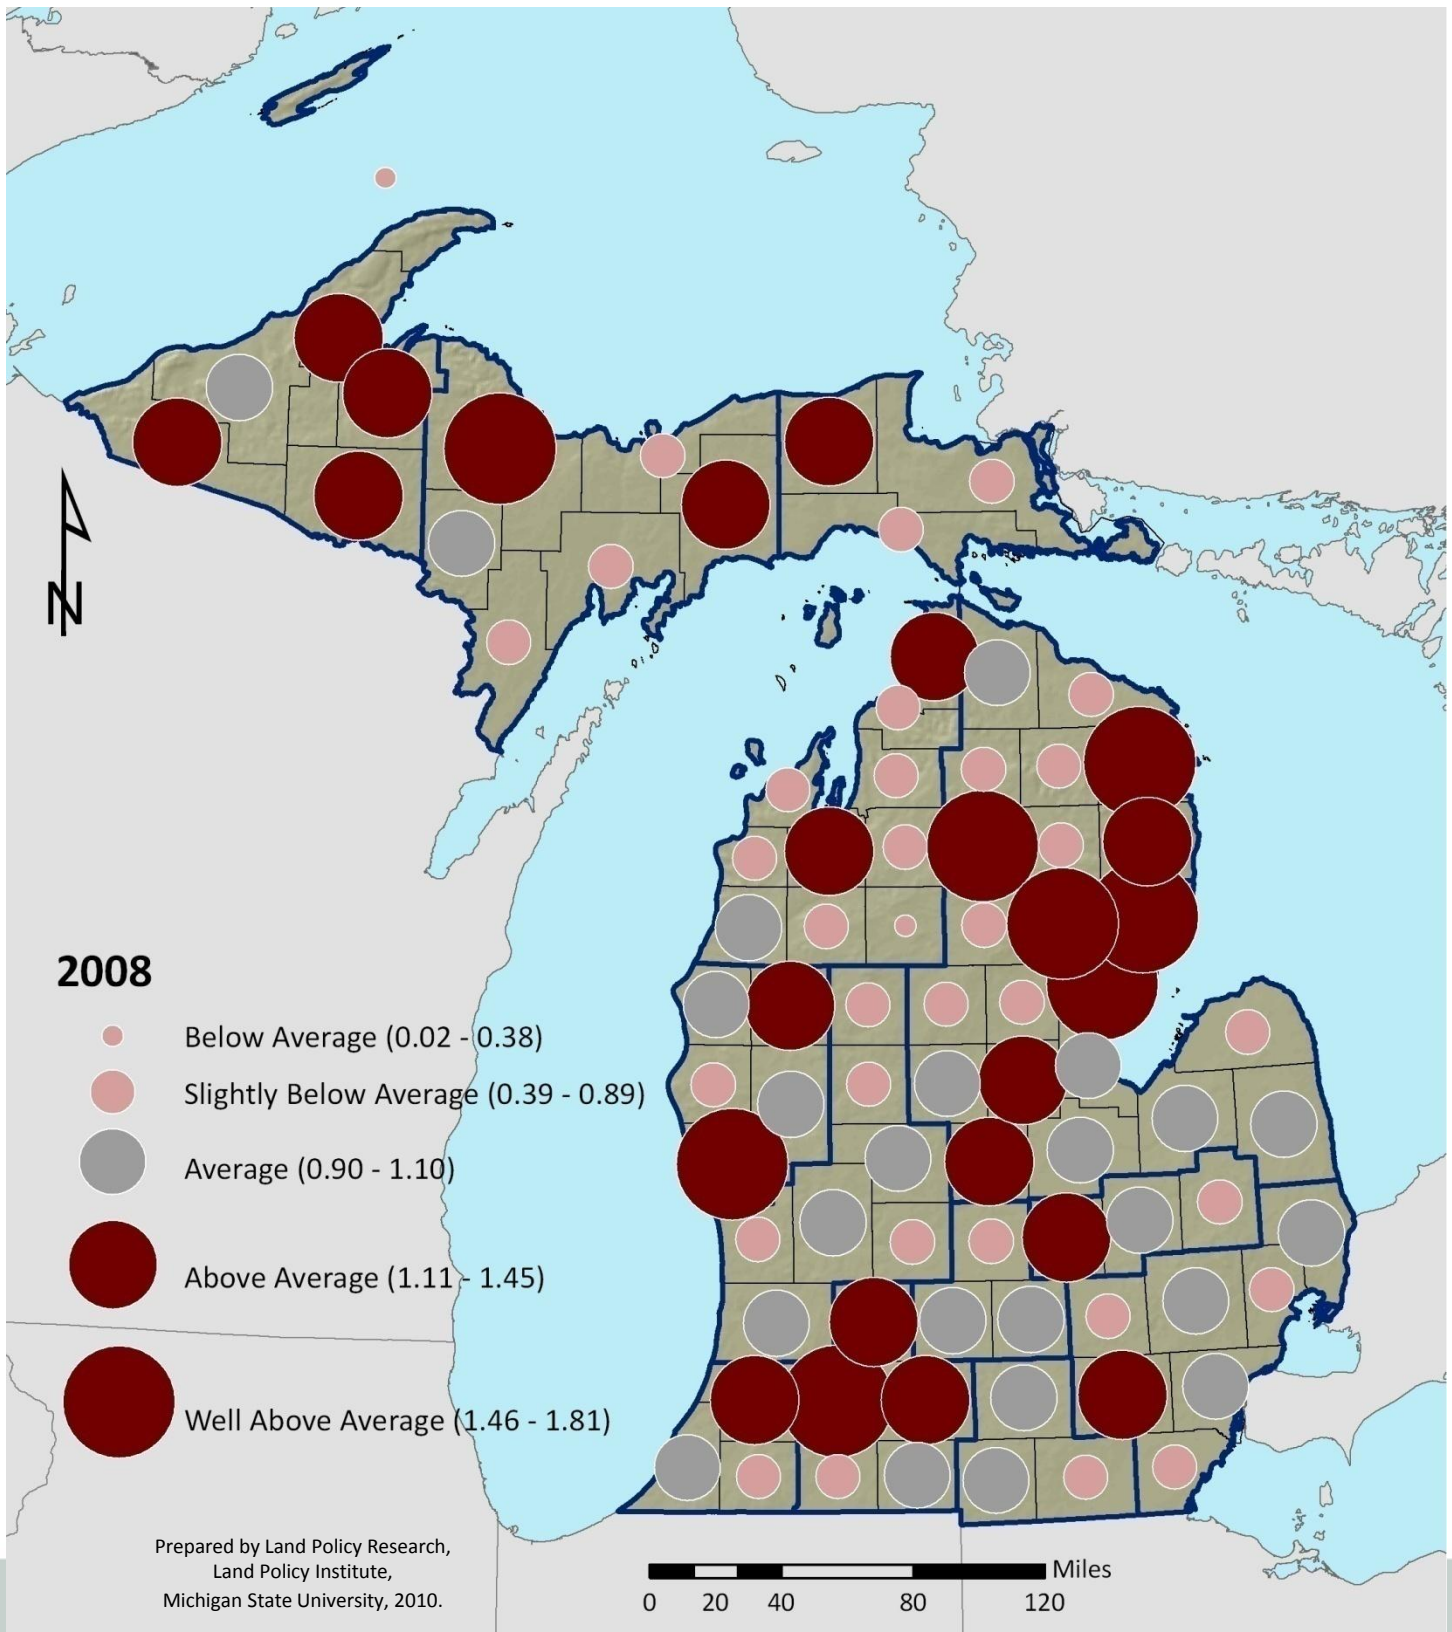 N
2008
Below Average (0.02 - 0.38)
Slightly Below Average (0.39 - 0.89)
Average (0.90 - 1.10)
Above Average (1.11 - 1.45)
Well Above Average (1.46 - 1.81)
Prepared by Land Policy Research,
Land Policy Institute,
Michigan State University, 2010.
Miles
0 20 40 80 120